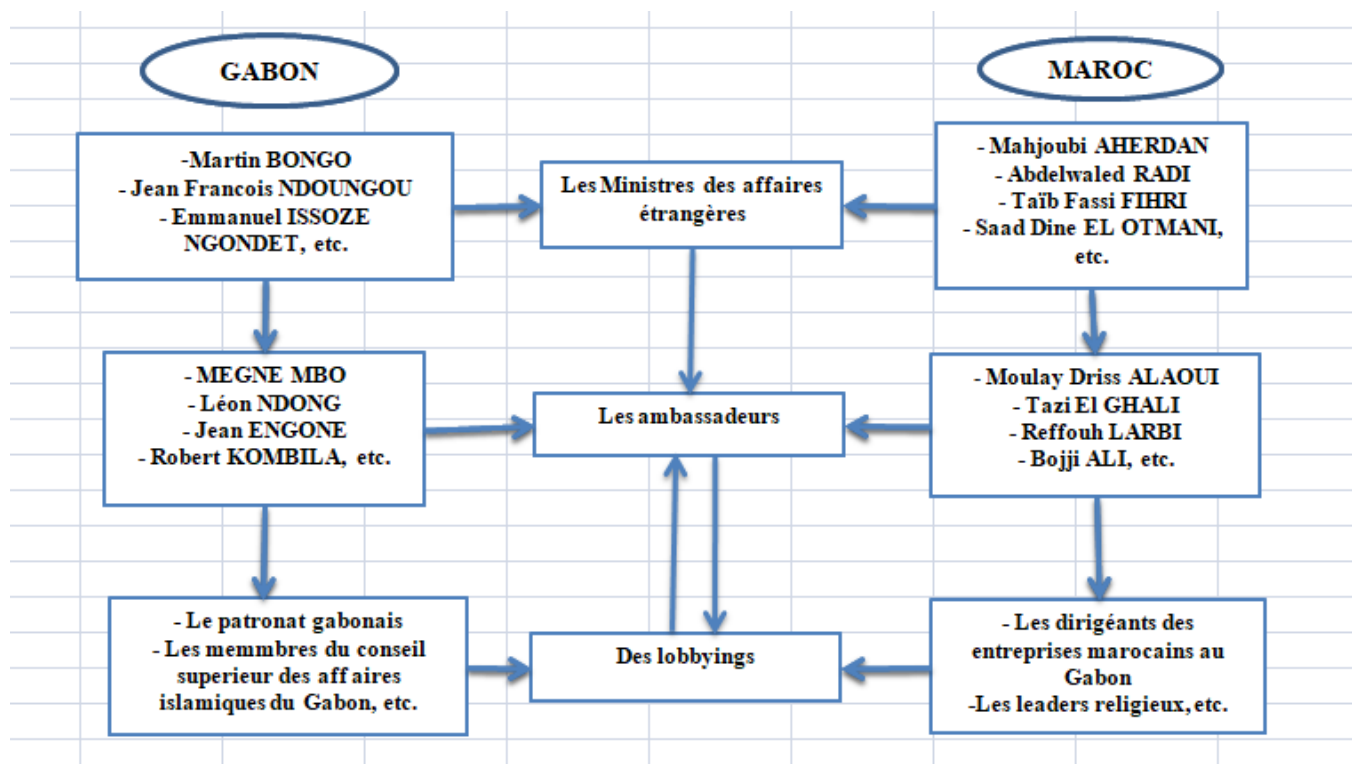 GABON
MAROC
-Martin BONGO
- Jean Francois NDOUNGOU
- Emmanuel ISSOZE
NGONDET, etc.
Les Ministres des affaires
étrangères
- Mahjoubi AHERDAN
- Abdelwaled RADI
- Taïb Fassi FIHRI
- Saad Dine EL OTMANI,
etc.
- MEGNE MBO
- Léon NDONG
- Jean ENGONE
- Robert KOMBILA, etc.
Les ambassadeurs
- Moulay Driss ALAOUI
- Tazi El GHALI
- Reffouh LARBI
- Bojji ALI, etc.
- Le patronat gabonais
- Les memmbres du conseil
superieur des affaires
islamiques du Gabon, etc.
Des lobbyings
- Les dirigéants des
entreprises marocains au
Gabon
-Les leaders religieux, etc.